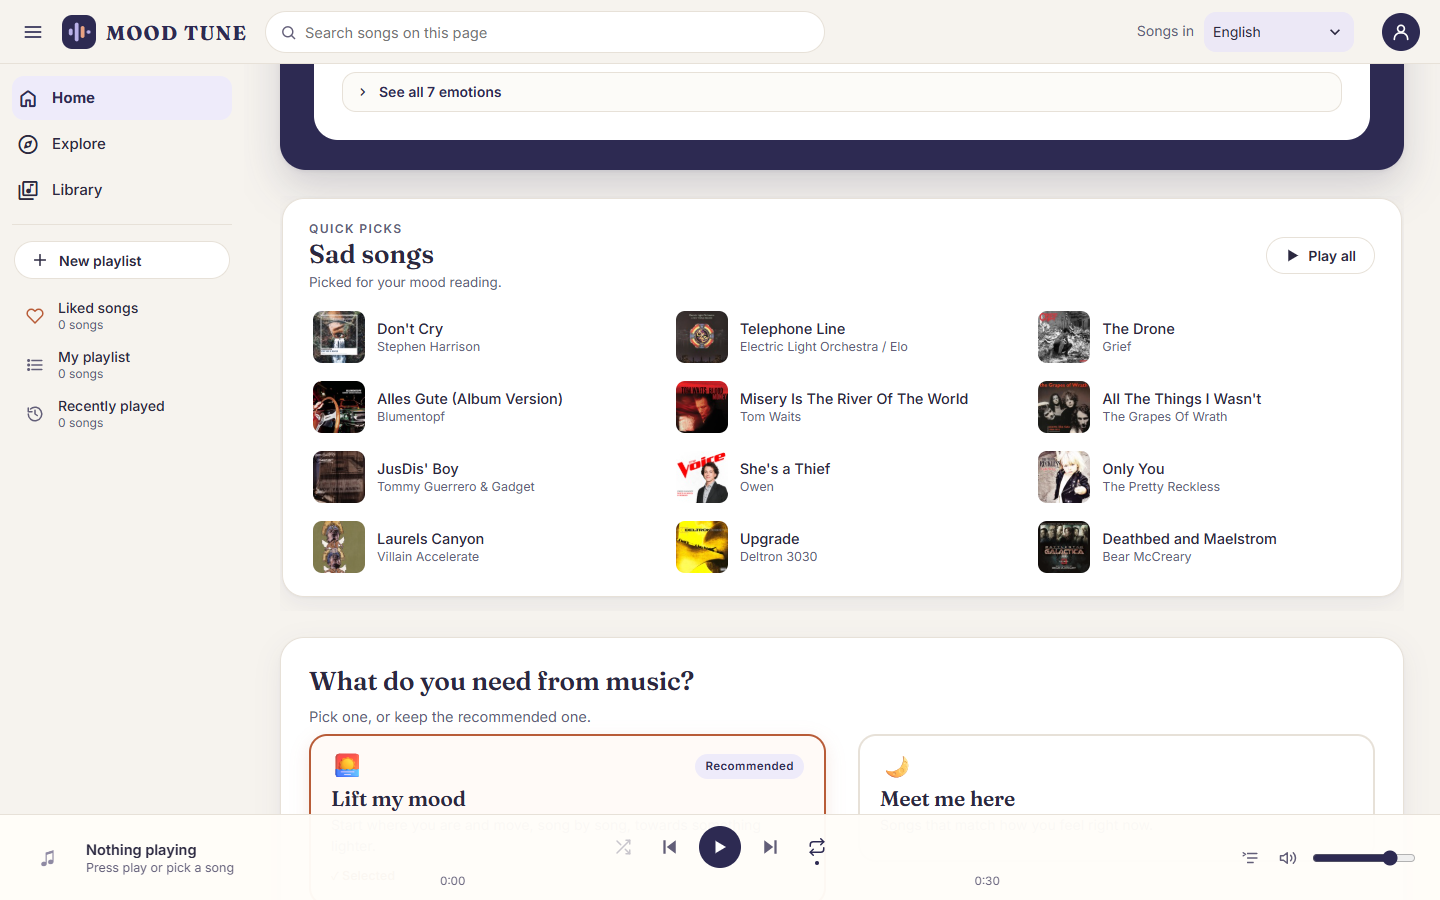 MOOD TUNE
Search songs on this page
Songs in
English
Home
Explore
Library
New playlist
Liked songs
0 songs
My playlist
0 songs
Recently played
0 songs
See all 7 emotions
QUICK PICKS
Sad songs
Picked for your mood reading.
Play all
Don't Cry
Stephen Harrison
Telephone Line
Electric Light Orchestra / Elo
The Drone
Grief
Alles Gute (Album Version)
Blumentopf
Misery Is The River Of The World
Tom Waits
All The Things I Wasn't
The Grapes Of Wrath
JusDis' Boy
Tommy Guerrero & Gadget
Voice
She's a Thief
Owen
Only You
The Pretty Reckless
Laurels Canyon
Villain Accelerate
Upgrade
Deltron 3030
GALACTICA
Deathbed and Maelstrom
Bear McCreary
What do you need from music?
Pick one, or keep the recommended one.
Recommended
Lift my mood
Meet me here
Nothing playing
Press play or pick a song
0:00
0:30